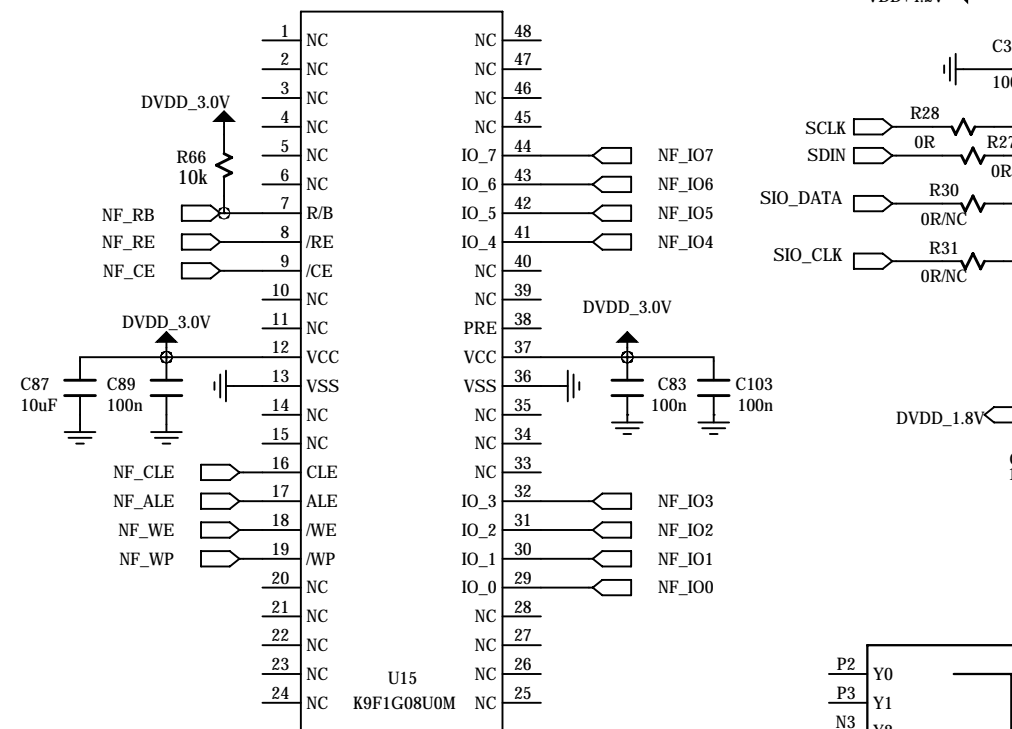 1 NC NC 48
2 NC NC 47
3 NC NC 46
DVDD_3.0V
4 NC NC 45
R66
10k
5 NC IO_7 44 NF_IO7
6 NC IO_6 43 NF_IO6
NF_RB 7 R/B IO_5 42 NF_IO5
NF_RE 8 /RE IO_4 41 NF_IO4
NF_CE 9 /CE NC 40
10 NC NC 39
DVDD_3.0V
11 NC PRE 38
DVDD_3.0V
12 VCC VCC 37
C87
10uF
C89
100n
13 VSS VSS 36
C83
100n
C103
100n
14 NC NC 35
15 NC NC 34
NF_CLE 16 CLE NC 33
NF_ALE 17 ALE IO_3 32 NF_IO3
NF_WE 18 /WE IO_2 31 NF_IO2
NF_WP 19 /WP IO_1 30 NF_IO1
20 NC IO_0 29 NF_IO0
21 NC NC 28
22 NC NC 27
23 NC NC 26
24 NC NC 25
U15
K9F1G08U0M
SCLK R28
0R
SDIN R27
0R
SIO_DATA R30
0R/NC
SIO_CLK R31
0R/NC
DVDD_1.8V
P2 Y0
P3 Y1
N3